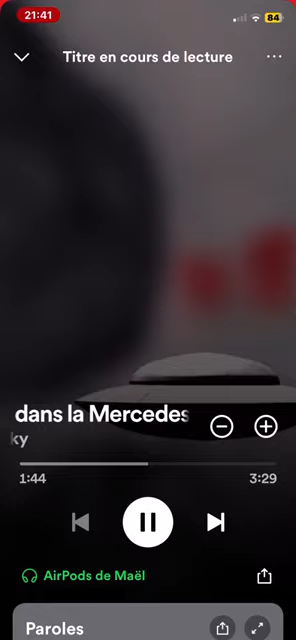 21:41
84
Titre en cours de lecture
dans la Mercedes
ky
1:44
3:29
AirPods de Maël
Paroles